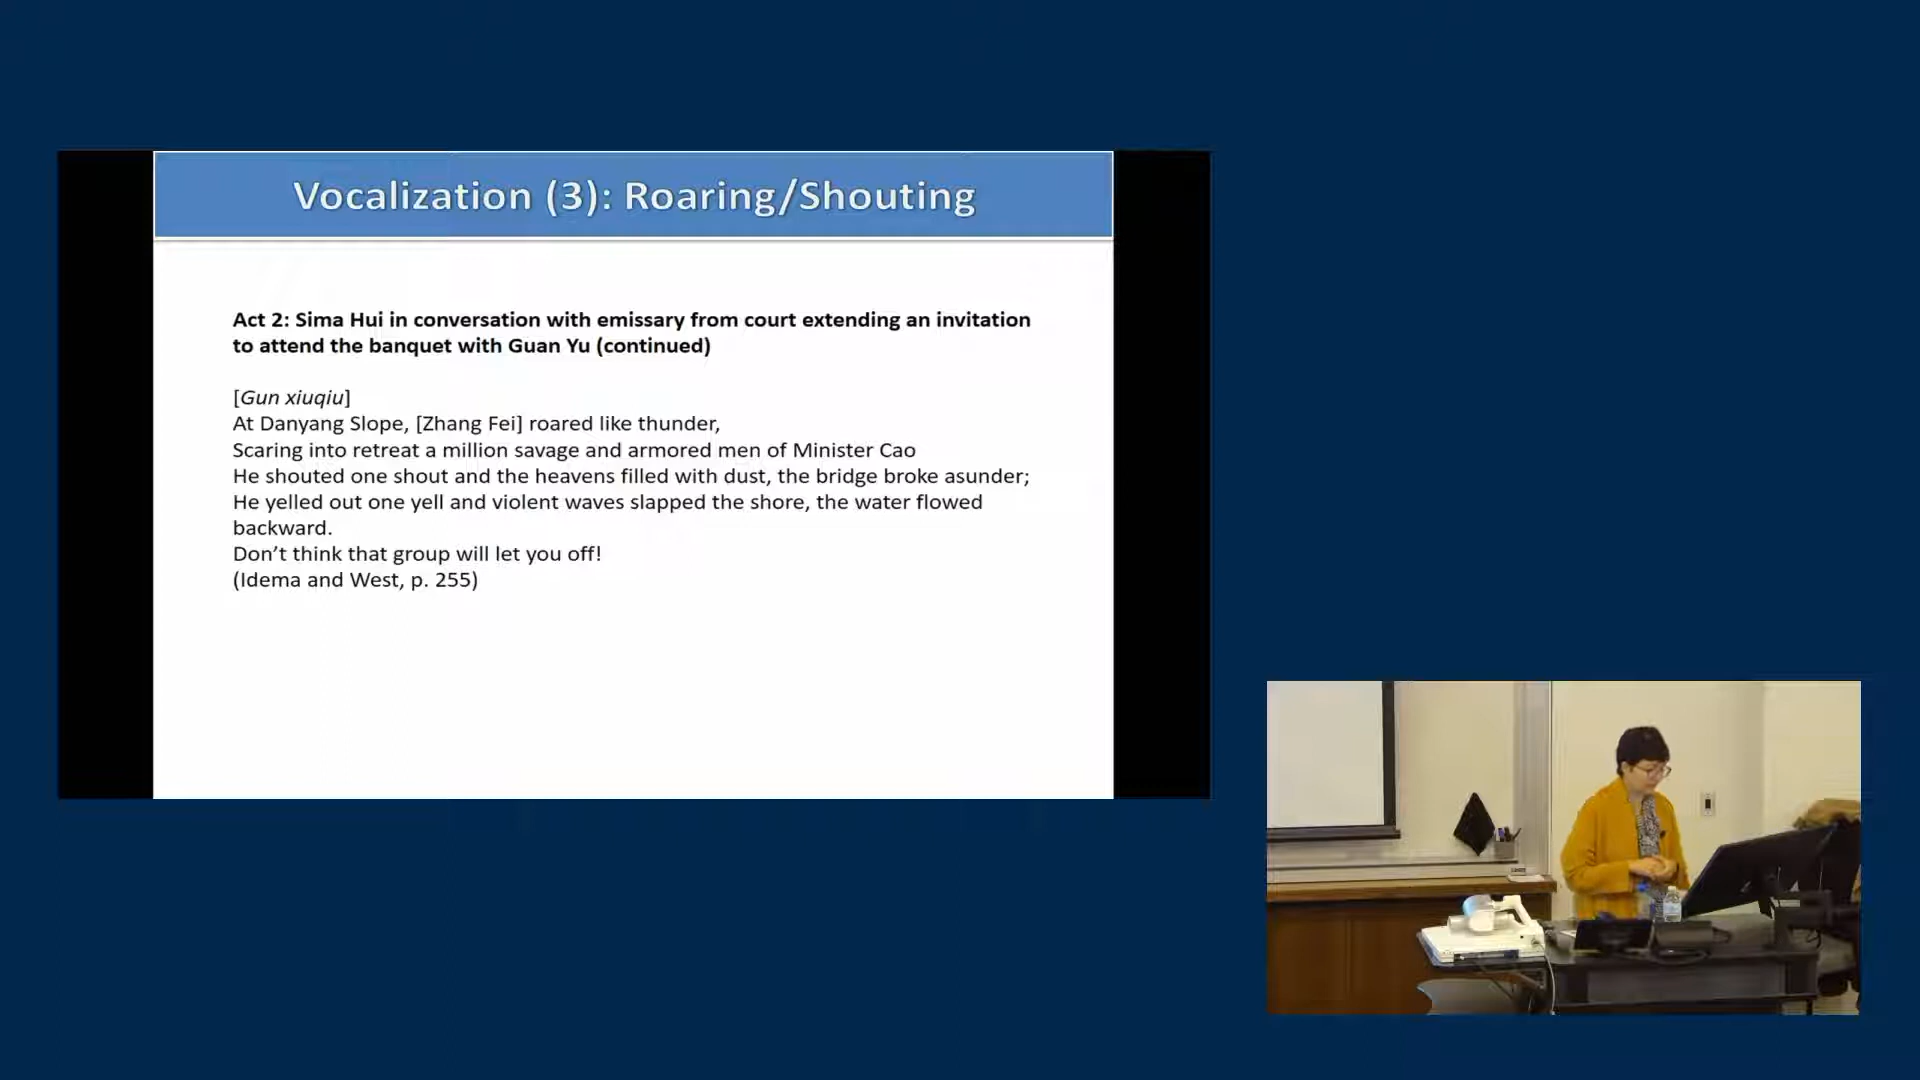 Vocalization (3): Roaring/Shouting
Act 2: Sima Hui in conversation with emissary from court extending an invitation
to attend the banquet with Guan Yu (continued)
[Gun xiuqiu]
At Danyang Slope, [Zhang Fei] roared like thunder,
Scaring into retreat a million savage and armored men of Minister Cao
He shouted one shout and the heavens filled with dust, the bridge broke asunder;
He yelled out one yell and violent waves slapped the shore, the water flowed
backward.
Don’t think that group will let you off!
(Idema and West, p. 255)